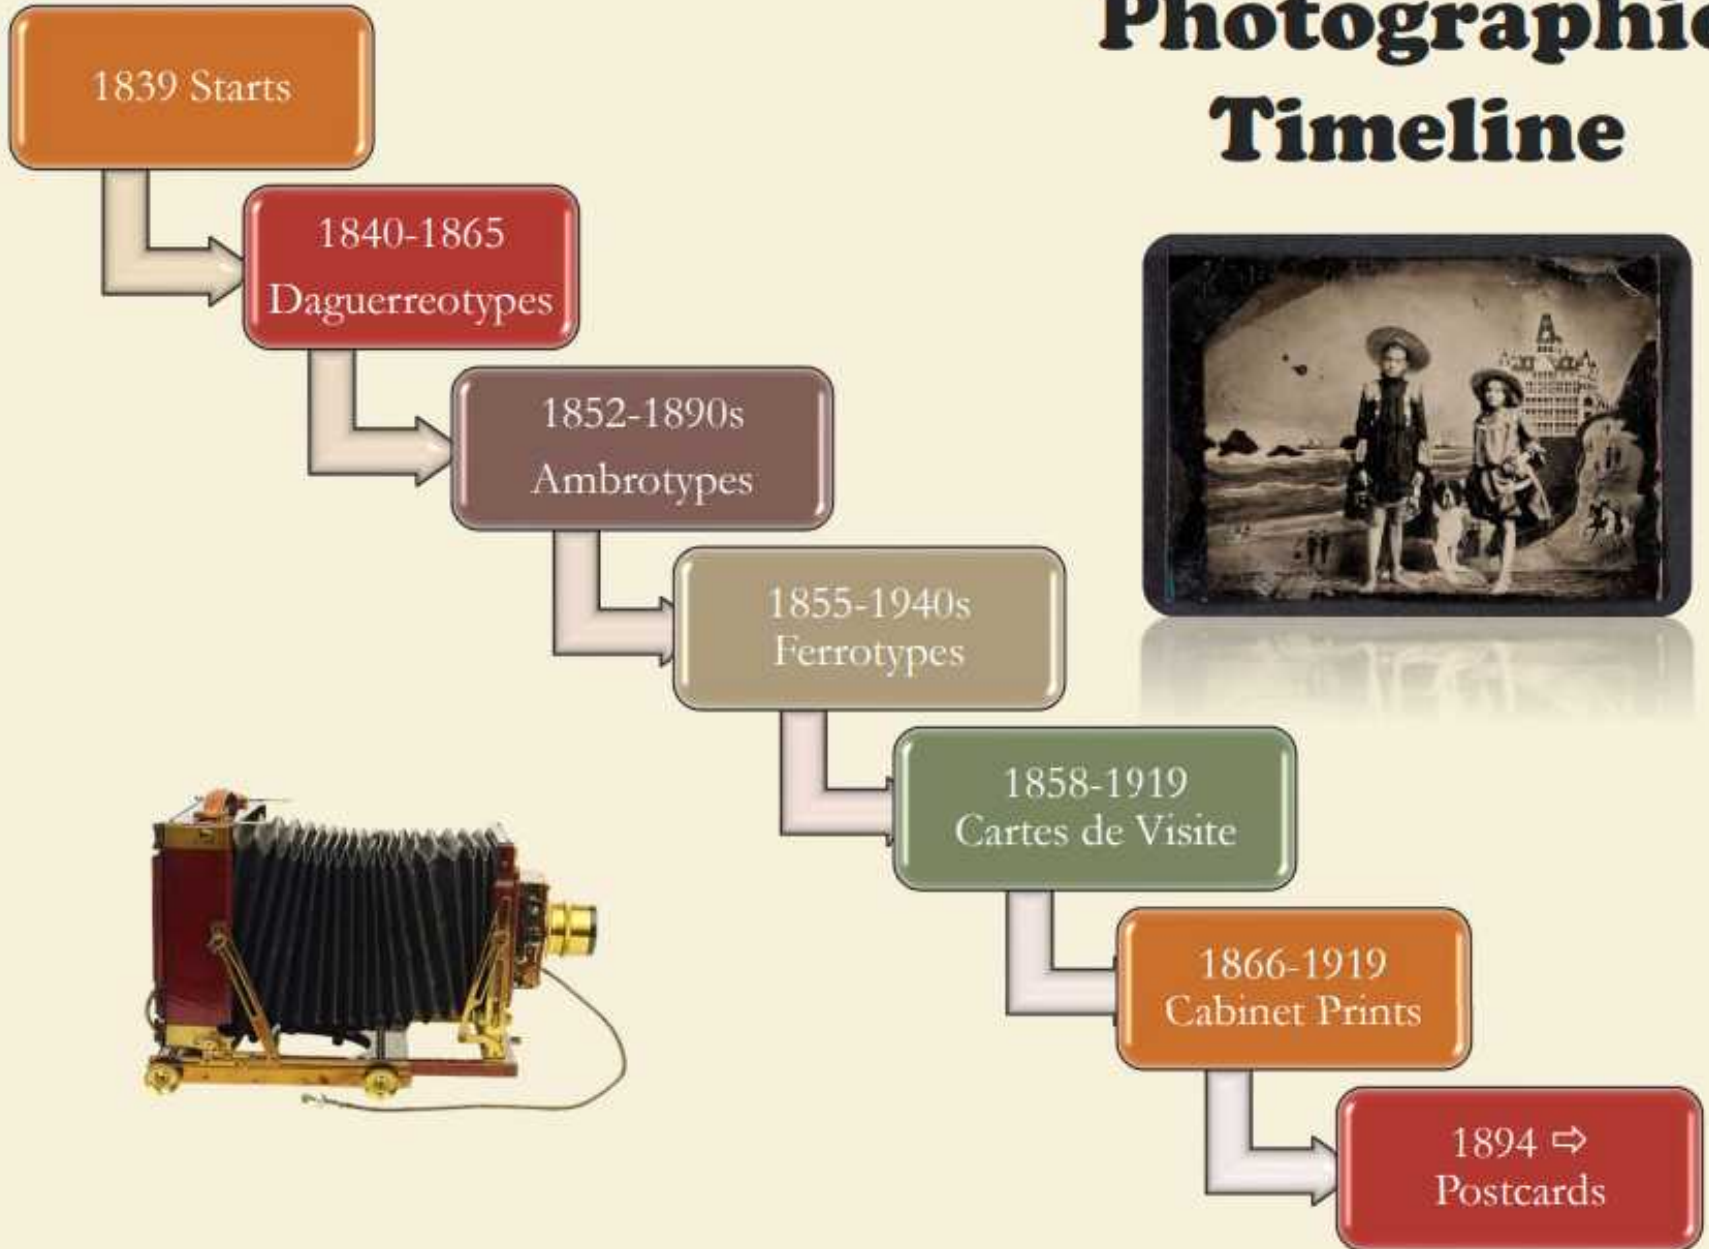 Photographic
Timeline
1839 Starts
1840-1865
Daguerreotypes
1852-1890s
Ambrotypes
1855-1940s
Ferrotypes
1858-1919
Cartes de Visite
1866-1919
Cabinet Prints
1894 ⇨
Postcards